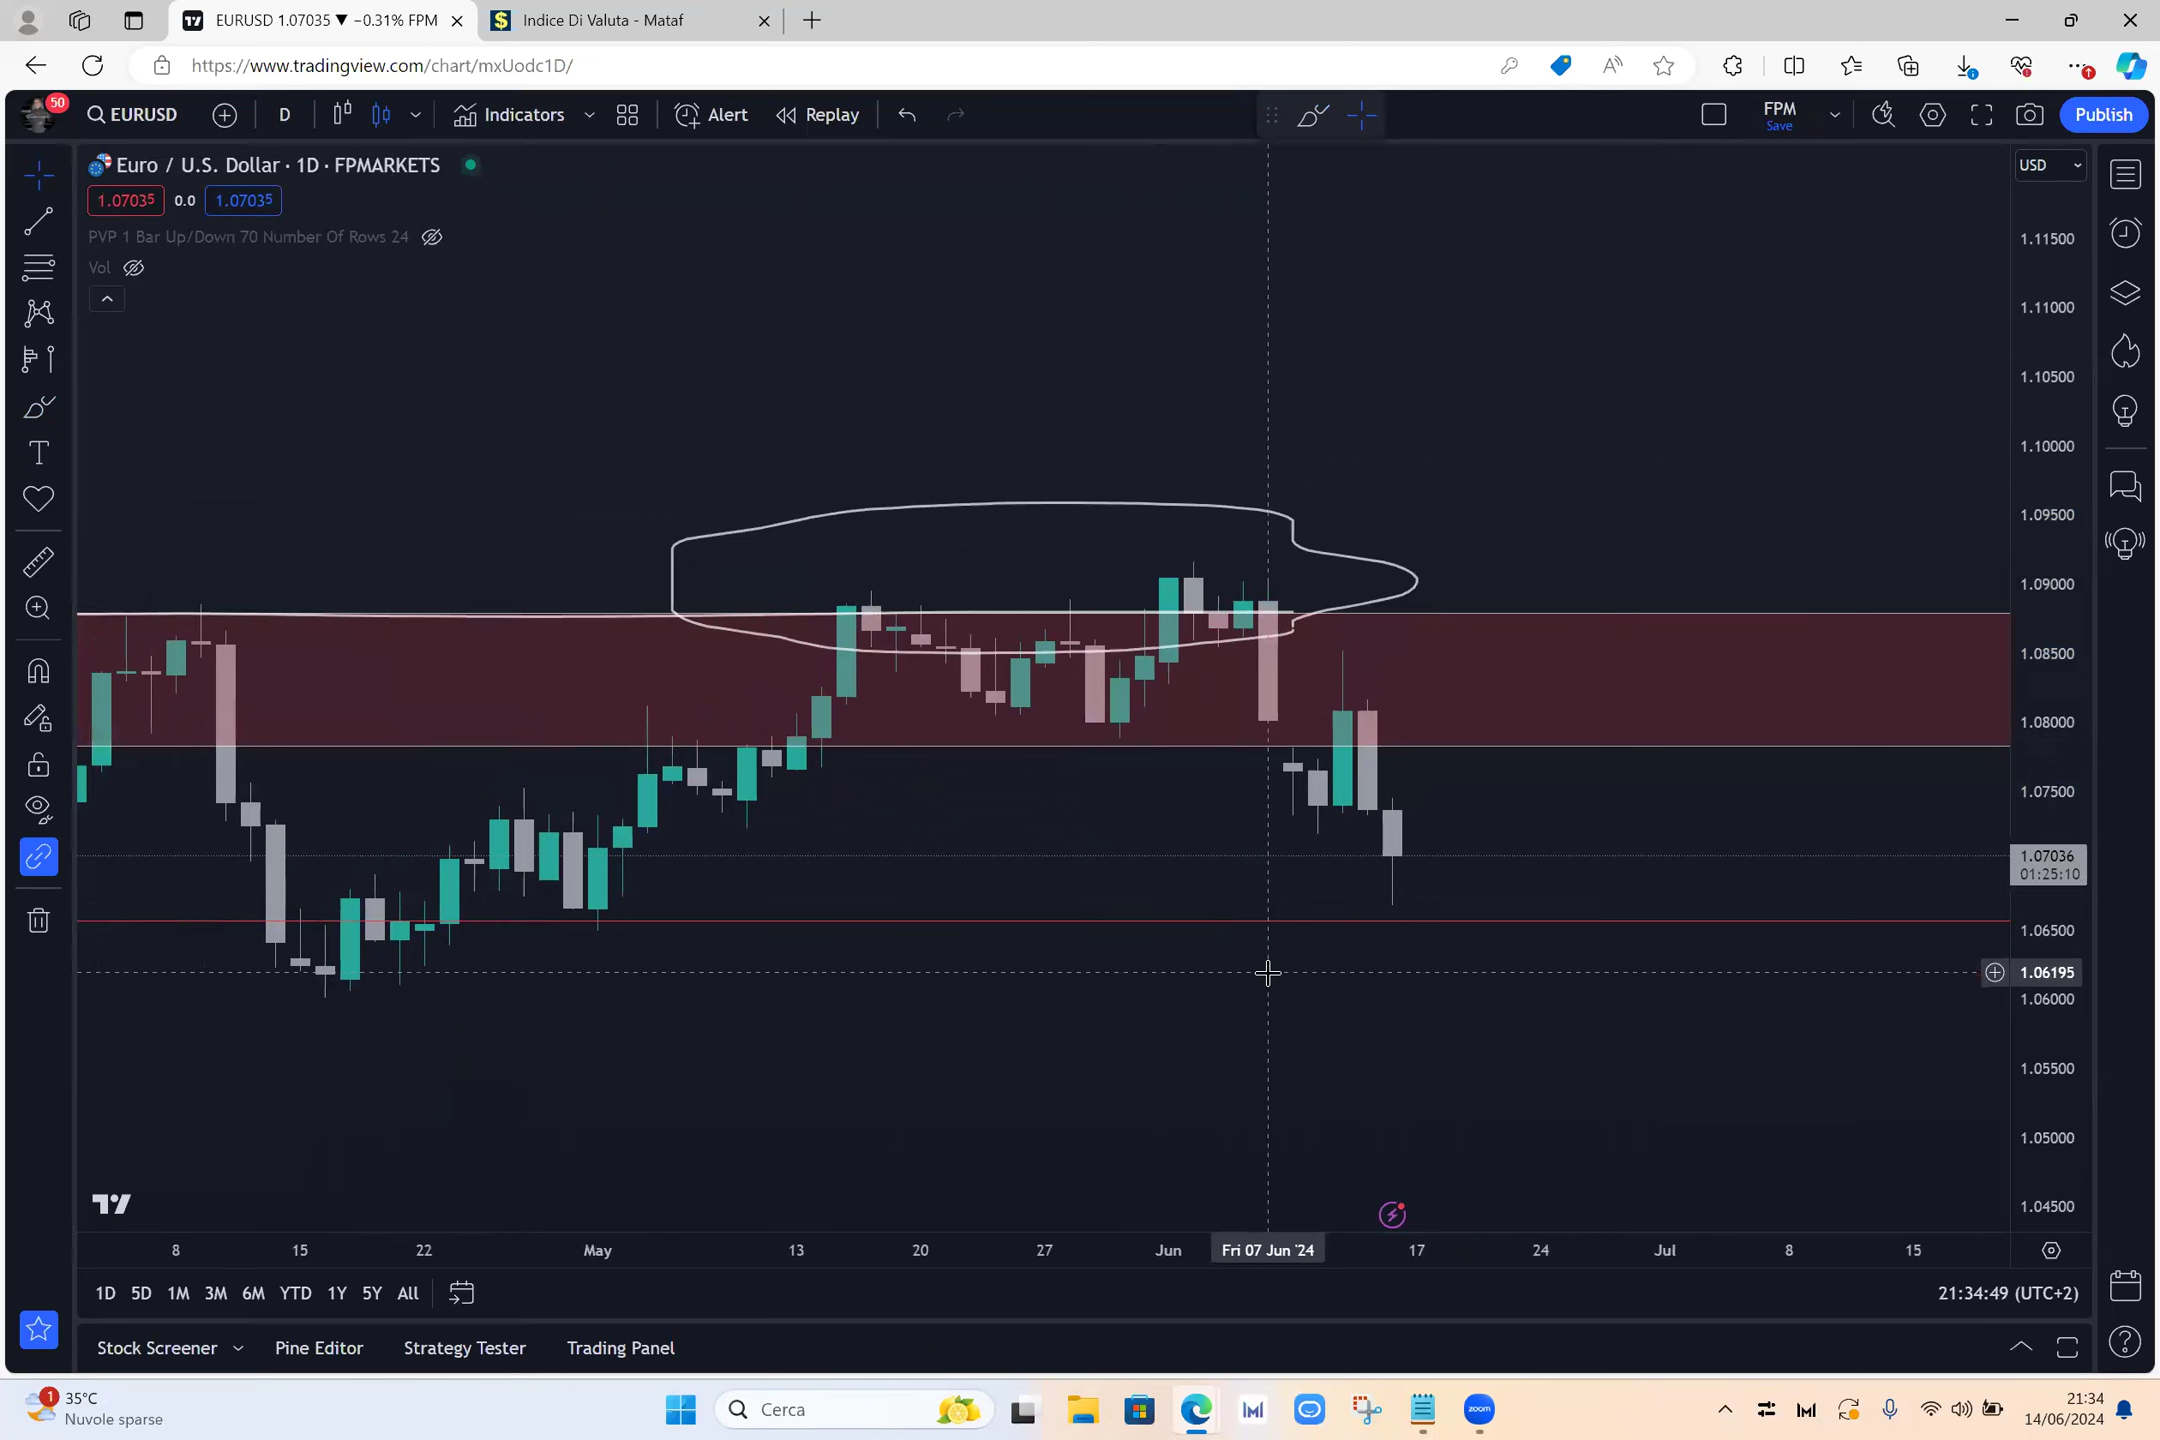 EURUSD 1.07035 ▼ −0.31% FPM
Indice Di Valuta - Mataf
https://www.tradingview.com/chart/mxUodc1D/
50
EURUSD
D
Indicators
Alert
Replay
FPM
Save
Publish
Euro / U.S. Dollar · 1D · FPMARKETS
USD
1.07035
0.0
1.07035
PVP 1 Bar Up/Down 70 Number Of Rows 24
Vol
1.11500
1.11000
1.10500
1.10000
1.09500
1.09000
1.08500
1.08000
1.07500
1.07036
01:25:10
1.06500
1.06195
1.06000
1.05500
1.05000
1.04500
8
15
22
May
13
20
27
Jun
Fri 07 Jun '24
17
24
Jul
8
15
1D
5D
1M
3M
6M
YTD
1Y
5Y
All
21:34:49 (UTC+2)
Stock Screener
Pine Editor
Strategy Tester
Trading Panel
1
35°C
Nuvole sparse
Cerca
zoom
21:34
14/06/2024